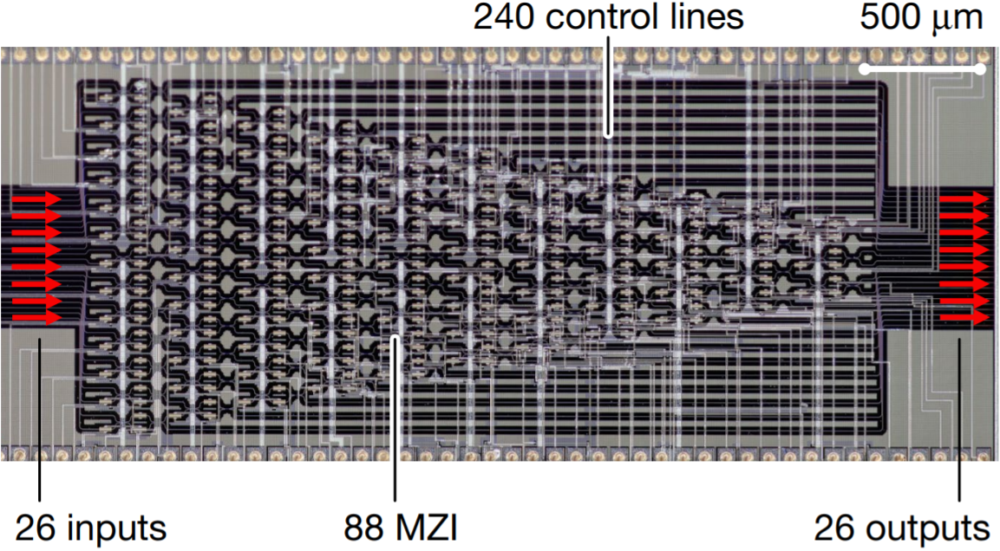 240 control lines
500 μm
26 inputs
88 MZI
26 outputs